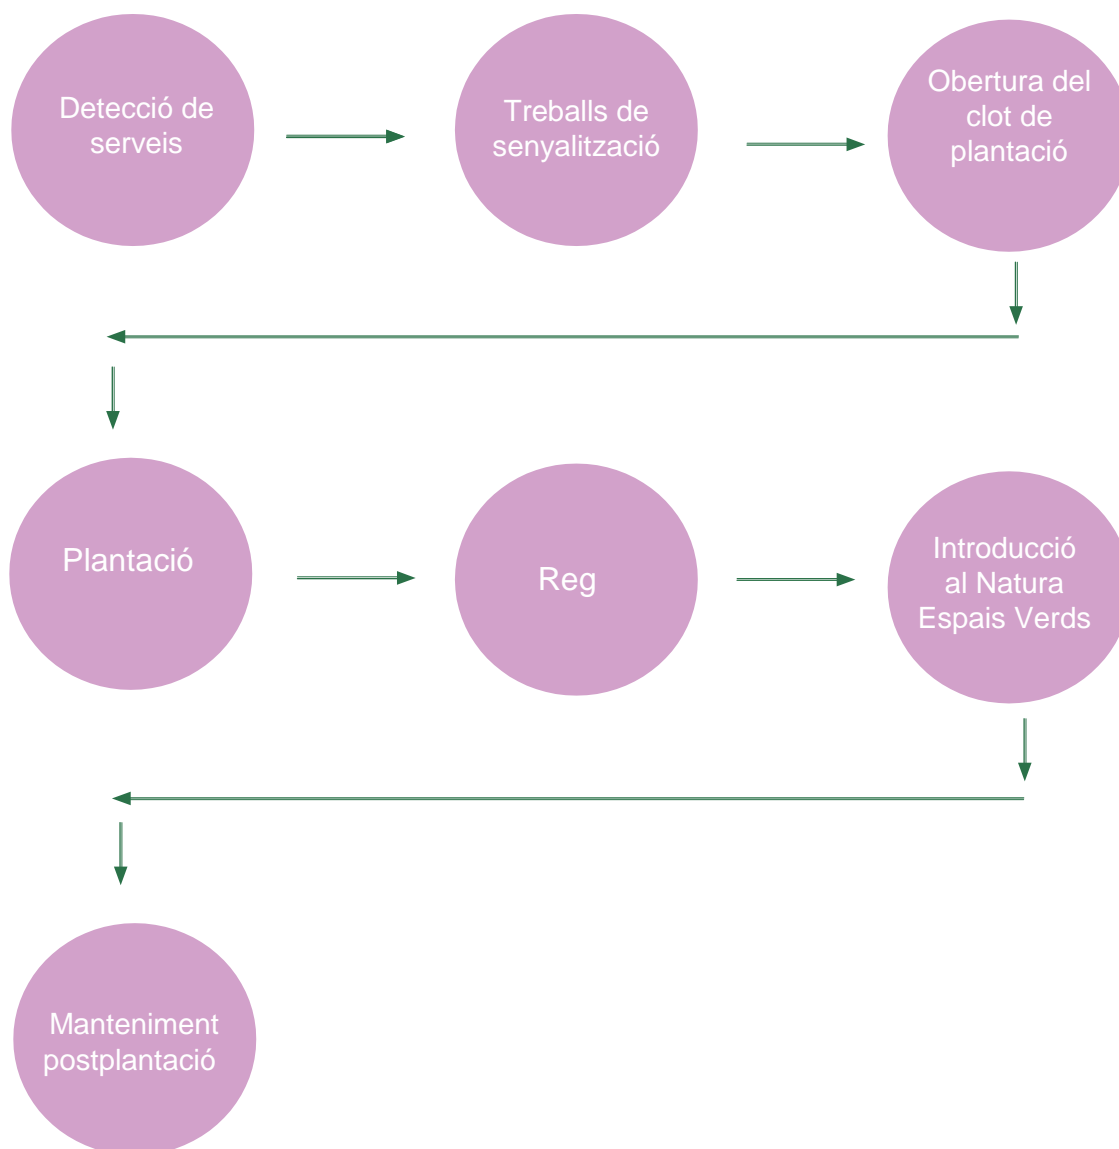 Detecció de
serveis
Treballs de
senyalització
Obertura del
clot de
plantació
Plantació
Reg
Introducció
al Natura
Espais Verds
Manteniment
postplantació